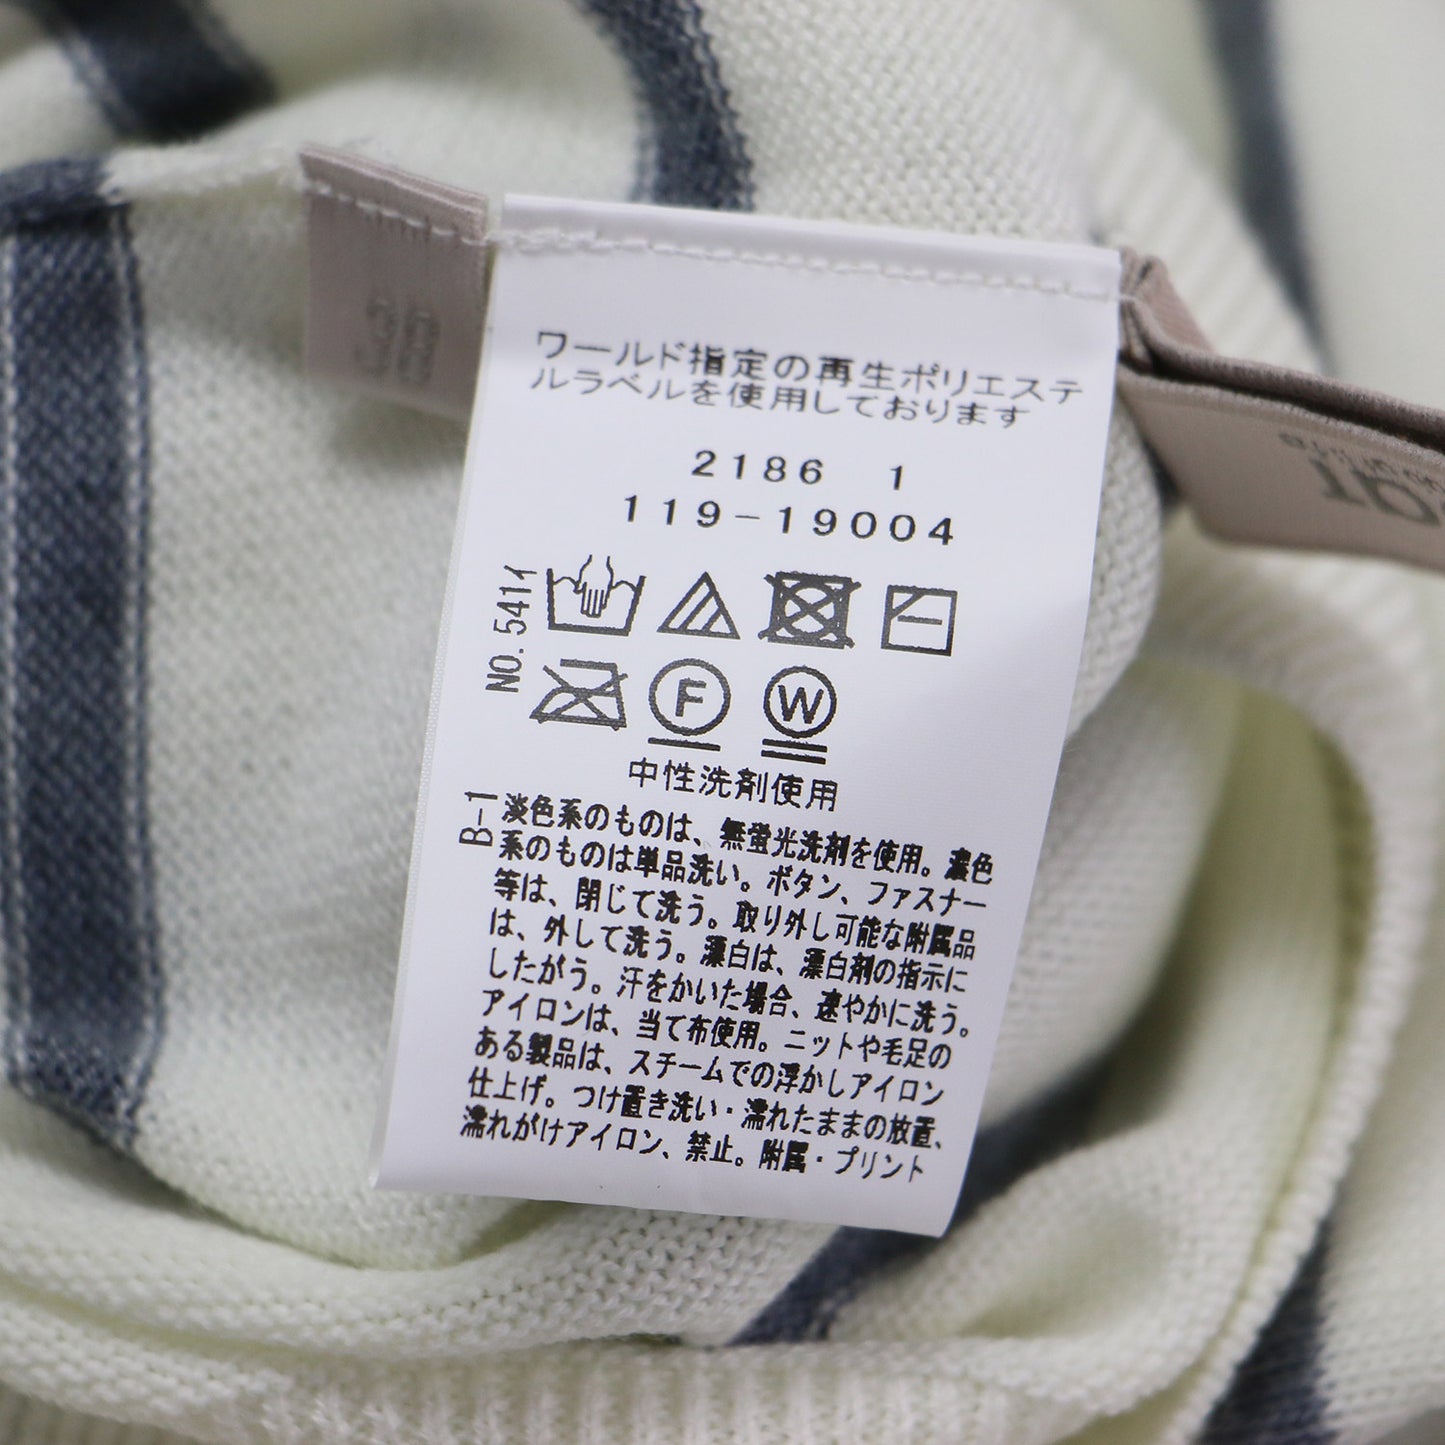 38
ワールド指定の再生ポリエステ
ルラベルを使用しております
2186 1
119-19004
NO. 541イ
F
W
中性洗剤使用
B-1
淡色系のものは、無蛍光洗剤を使用。濃色
系のものは単品洗い。ボタン、ファスナー
等は、閉じて洗う。取り外し可能な附属品
は、外して洗う。漂白は、漂白剤の指示に
したがう。汗をかいた場合、速やかに洗う。
アイロンは、当て布使用。ニットや毛足の
ある製品は、スチームでの浮かしアイロン
仕上げ。つけ置き洗い・濡れたままの放置、
濡れがけアイロン、禁止。附属・プリント